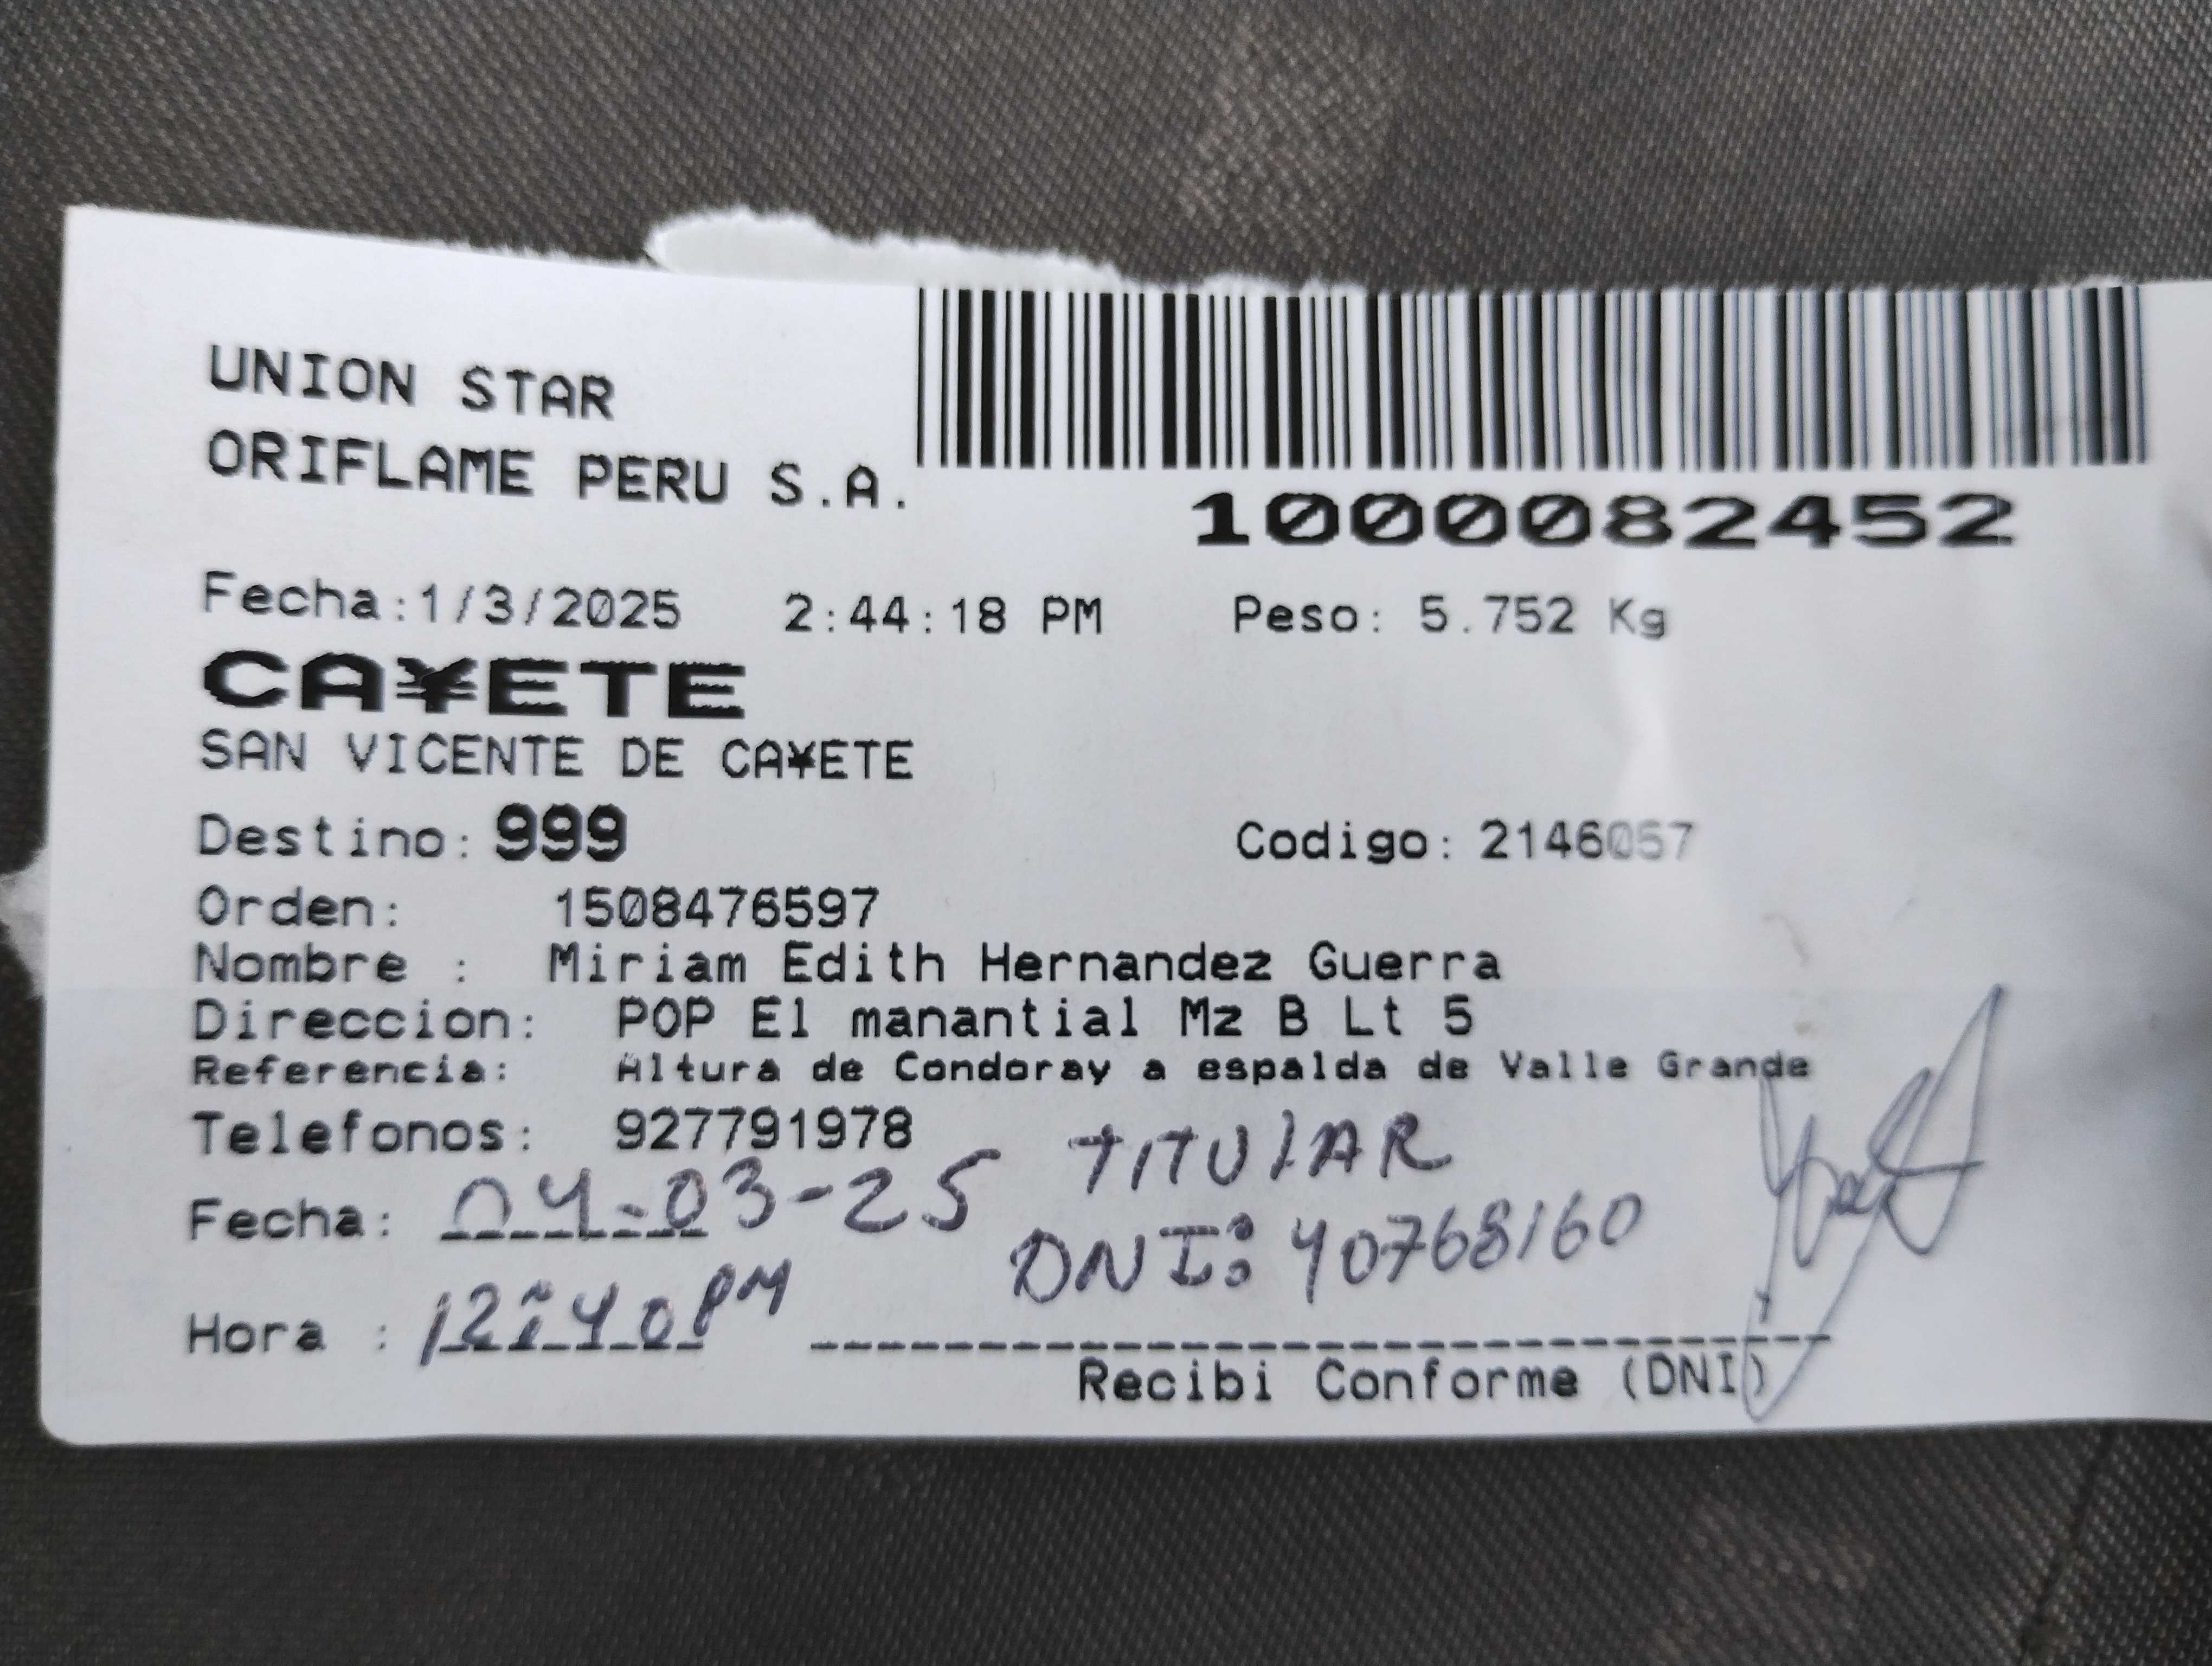 UNION STAR
ORIFLAME PERU S.A.
1000082452
Fecha:1/3/2025 2:44:18 PM Peso: 5.752 Kg
CA¥ETE
SAN VICENTE DE CA¥ETE
Destino: 999 Codigo: 2146057
Orden: 1508476597
Nombre : Miriam Edith Hernandez Guerra
Direccion: POP El manantial Mz B Lt 5
Referencia: Altura de Condoray a espalda de Valle Grande
Telefonos: 927791978
TITULAR
Fecha: 04-03-25
DNI: 40768160
Hora : 12:40 PM
Recibi Conforme (DNI)